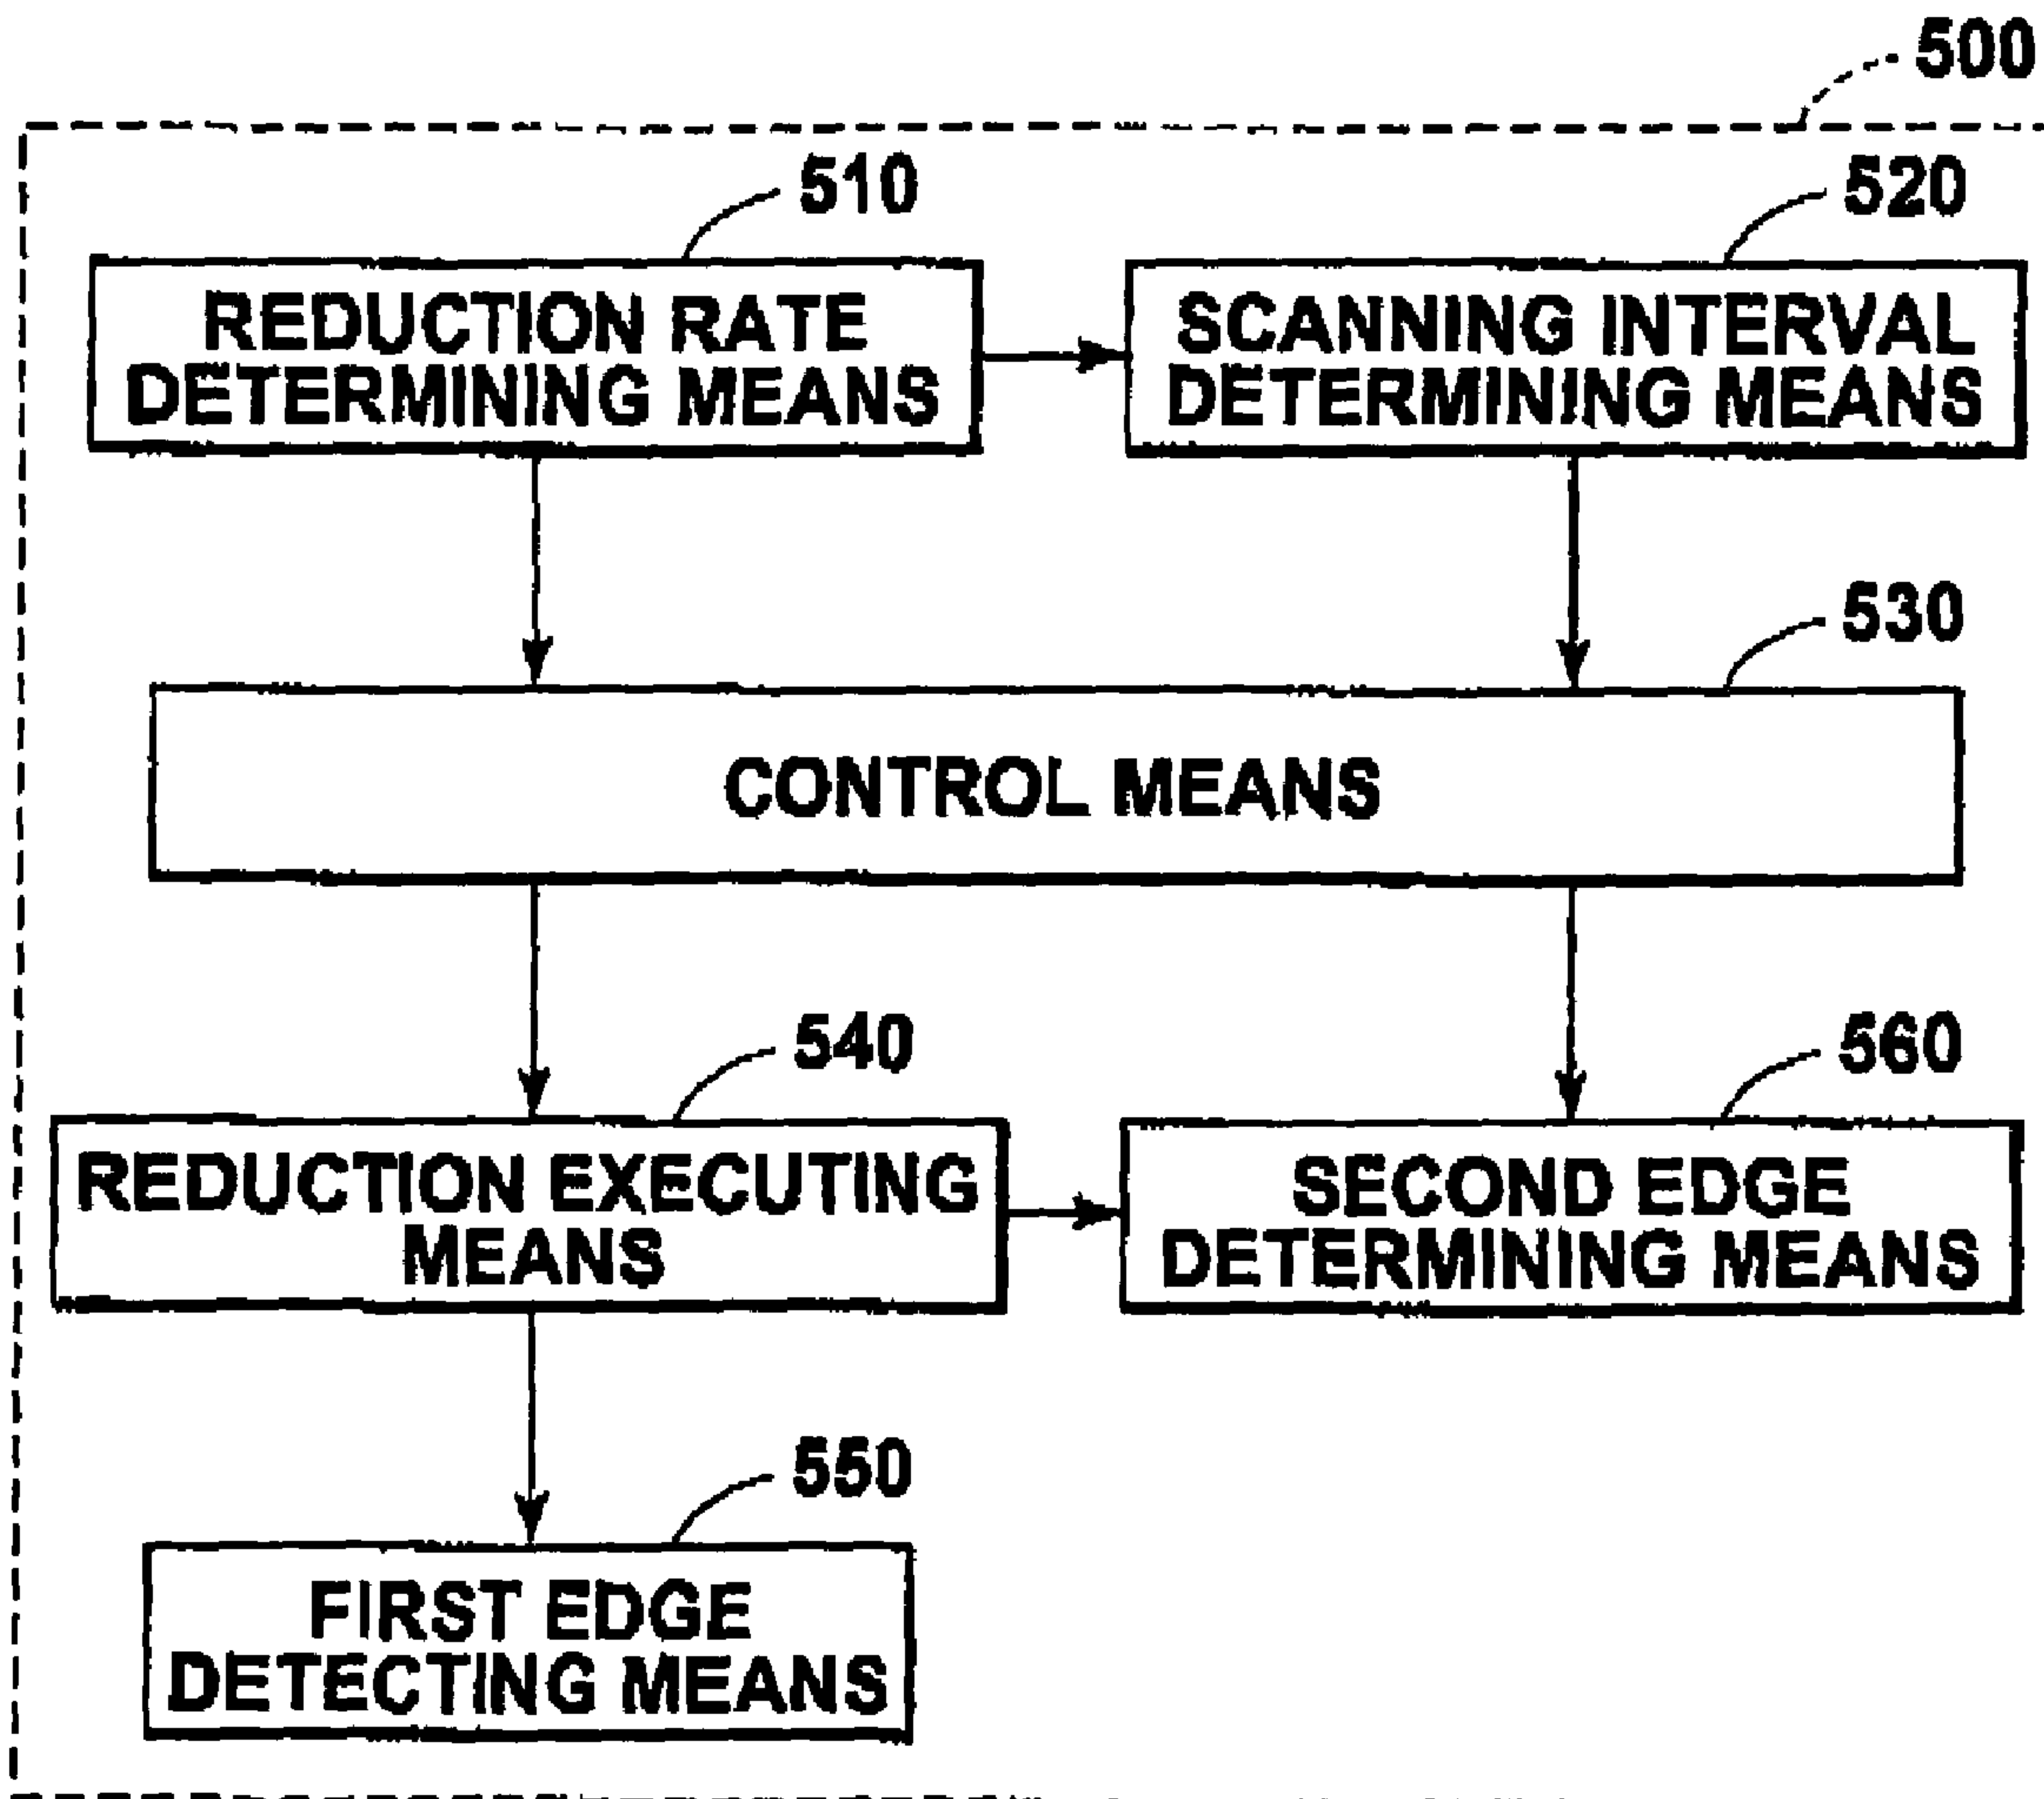 500
510
520
REDUCTION RATE
DETERMINING MEANS
SCANNING INTERVAL
DETERMINING MEANS
530
CONTROL MEANS
540
560
REDUCTION EXECUTING
MEANS
SECOND EDGE
DETERMINING MEANS
550
FIRST EDGE
DETECTING MEANS